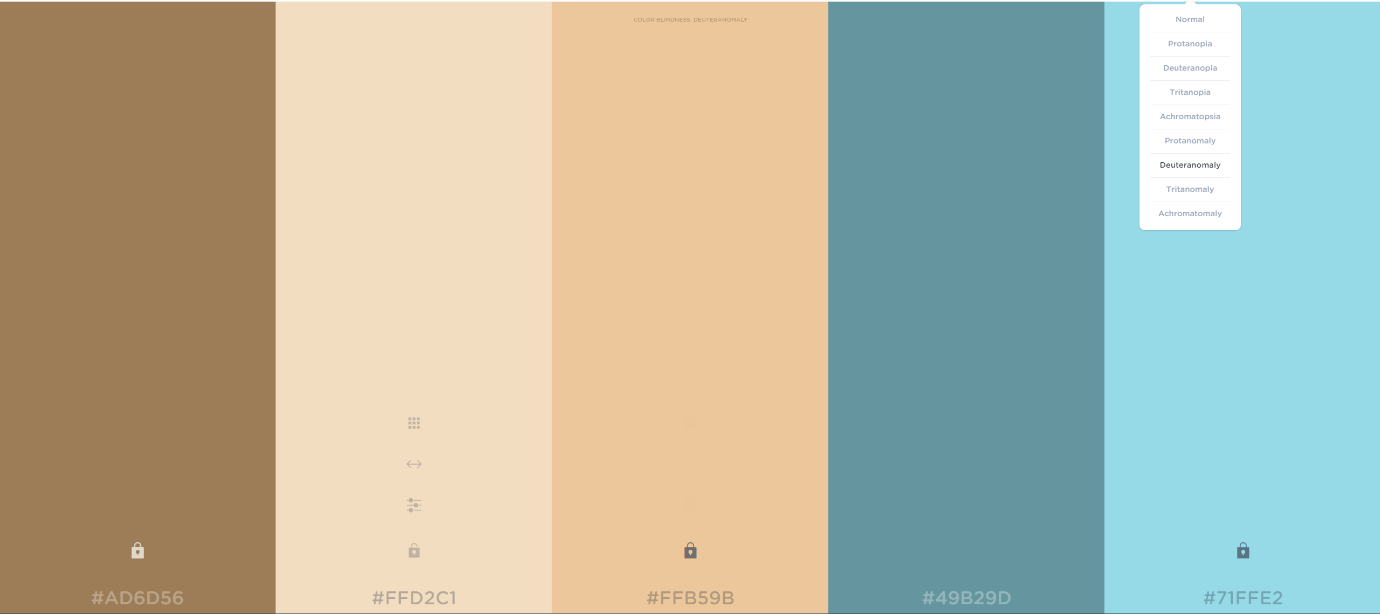 COLOR BLINDNESS: DEUTERANOMALY
Normal
Protanopia
Deuteranopia
Tritanopia
Achromatopsia
Protanomaly
Deuteranomaly
Tritanomaly
Achromatomaly
#AD6D56
#FFD2C1
#FFB59B
#49B29D
#71FFE2